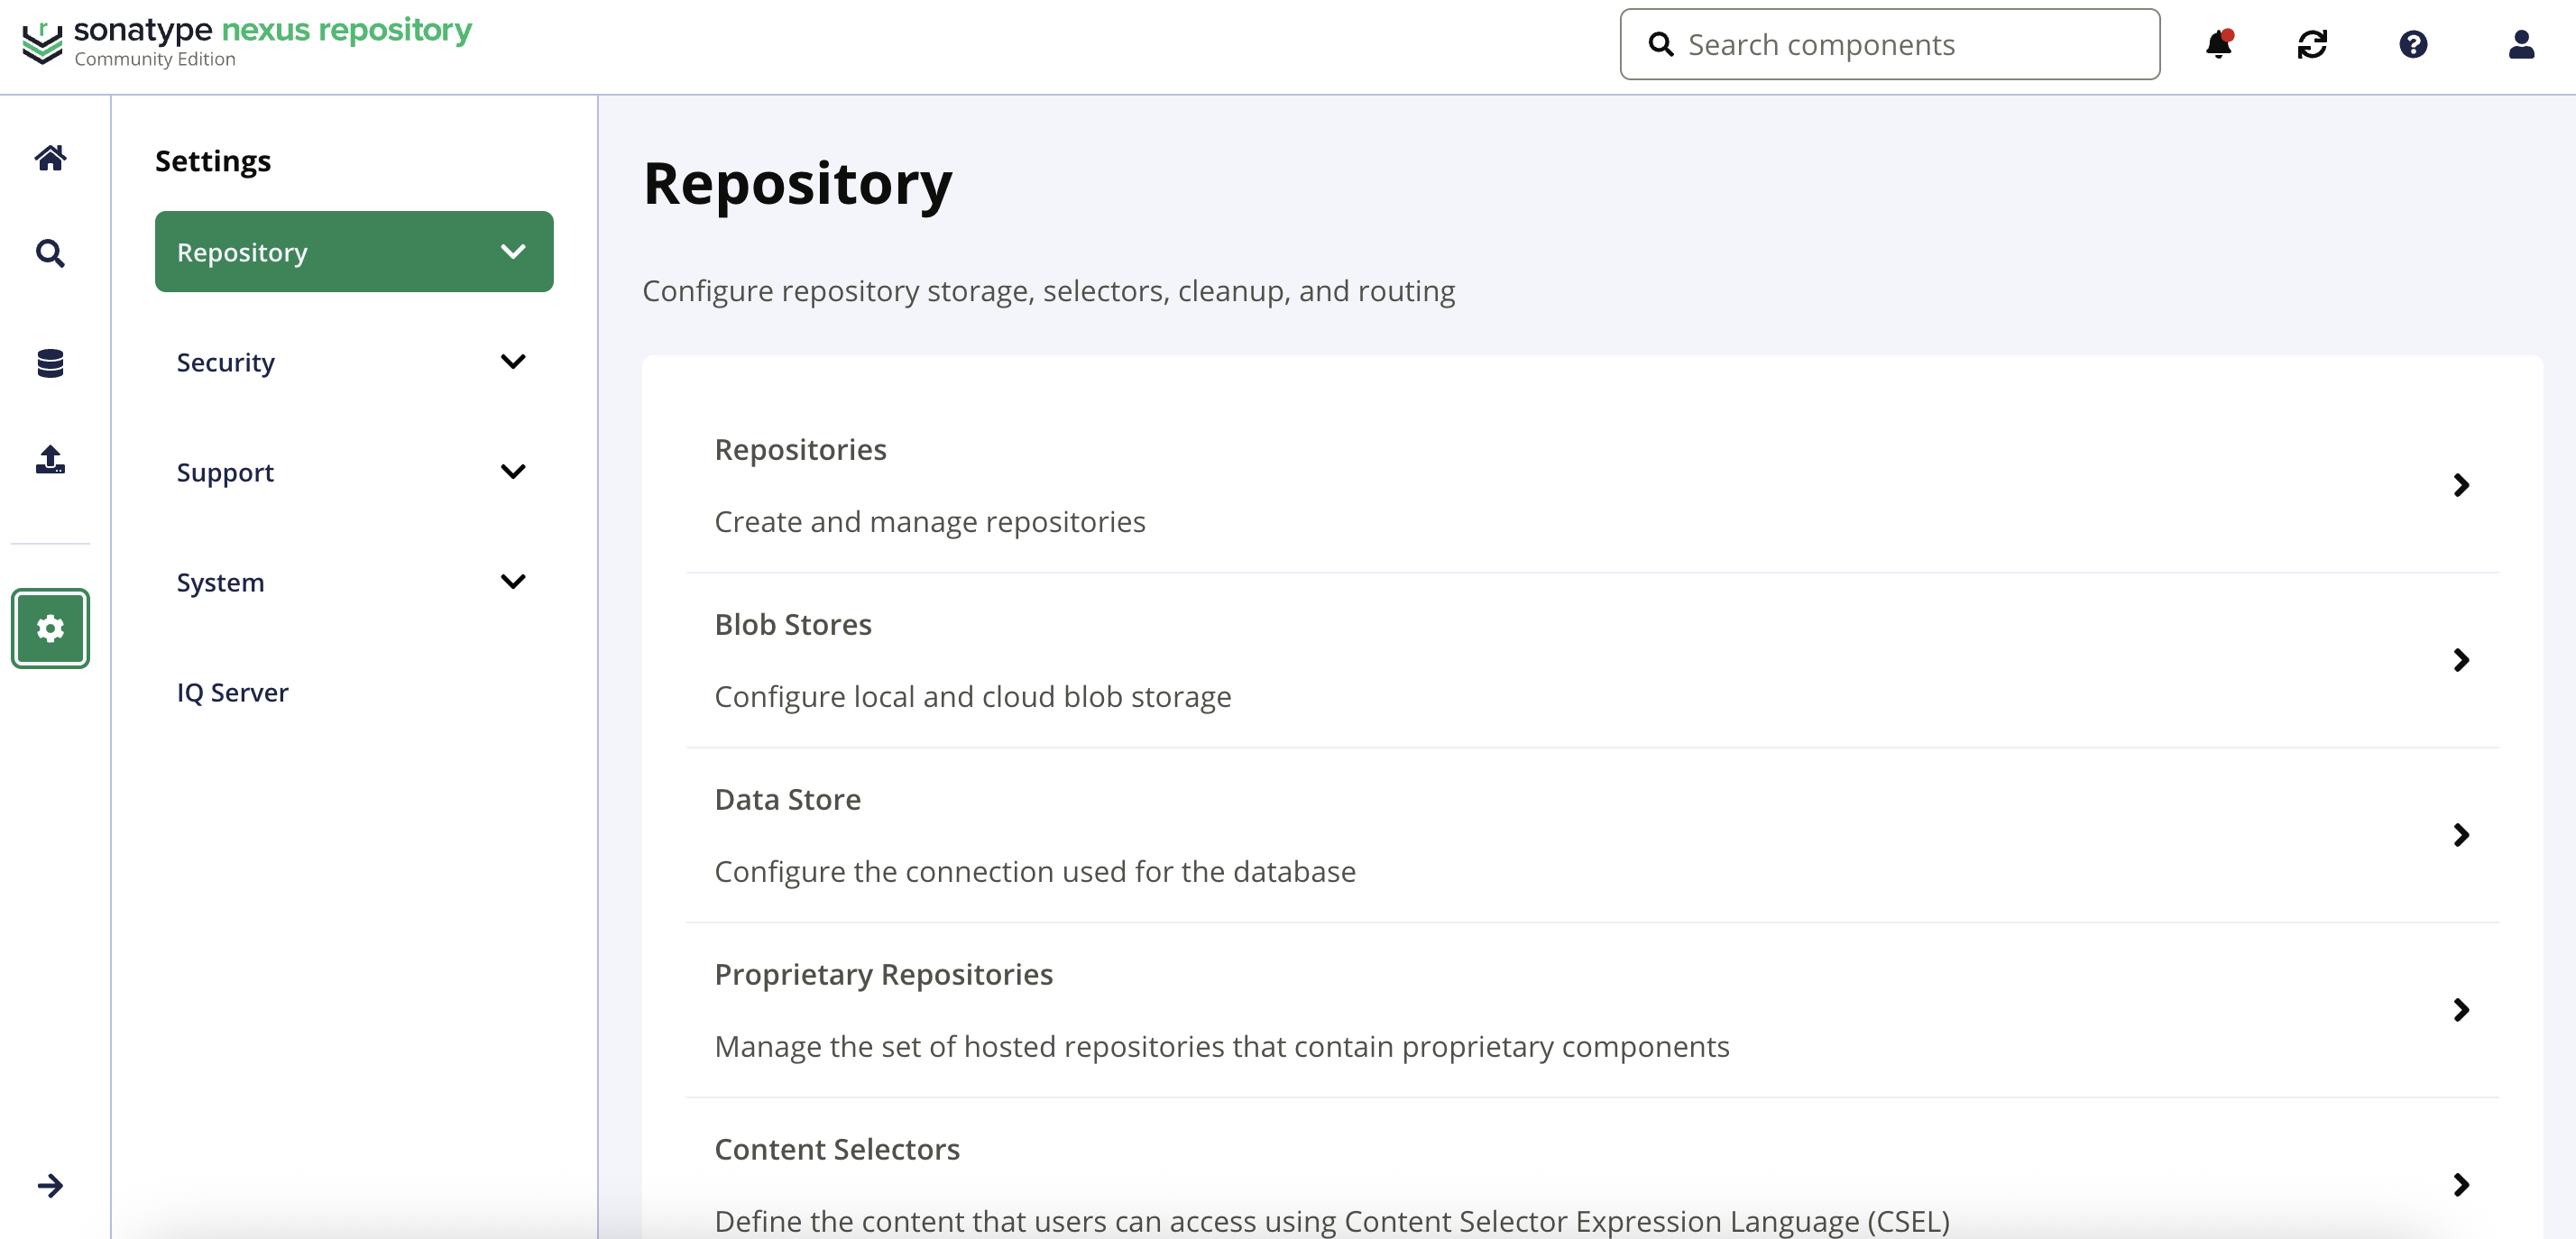 sonatype nexus repository
Community Edition
Search components
Settings
Repository
Security
Support
System
IQ Server
Repository
Configure repository storage, selectors, cleanup, and routing
Repositories
Create and manage repositories
Blob Stores
Configure local and cloud blob storage
Data Store
Configure the connection used for the database
Proprietary Repositories
Manage the set of hosted repositories that contain proprietary components
Content Selectors
Define the content that users can access using Content Selector Expression Language (CSEL)